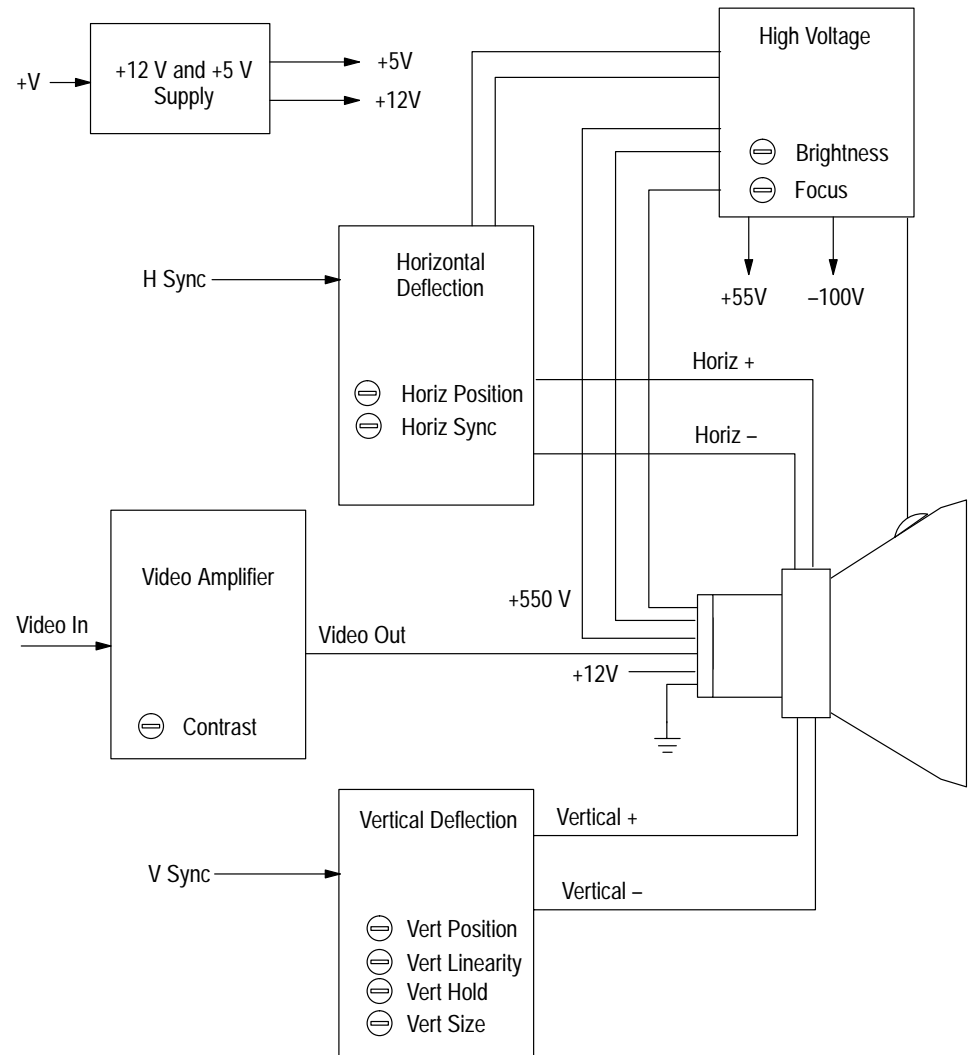 High Voltage
+V
+12 V and +5 V
Supply
+5V
+12V
Brightness
Focus
H Sync
Horizontal
Deflection
+55V
–100V
Horiz +
Horiz Position
Horiz Sync
Horiz –
Video Amplifier
+550 V
Video In
Video Out
+12V
Contrast
Vertical Deflection
Vertical +
V Sync
Vertical –
Vert Position
Vert Linearity
Vert Hold
Vert Size